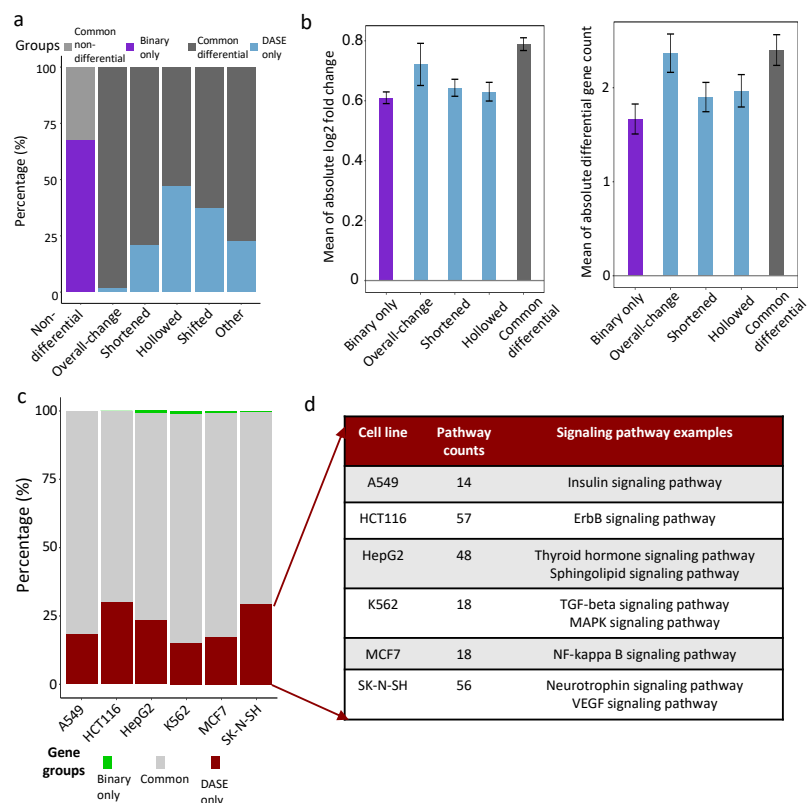 a
Groups
Common non-differential
Binary only
Common differential
DASE only
Percentage (%)
100
75
50
25
0
Non-differential
Overall-change
Shortened
Hollowed
Shifted
Other
b
Mean of absolute log2 fold change
0.8
0.6
0.4
0.2
0
Binary only
Overall-change
Shortened
Hollowed
Common differential
Mean of absolute differential gene count
2
1
0
Binary only
Overall-change
Shortened
Hollowed
Common differential
c
Percentage (%)
100
75
50
25
0
A549
HCT116
HepG2
K562
MCF7
SK-N-SH
Gene groups
Binary only
Common
DASE only
d
Cell line Pathway counts Signaling pathway examples
A549 14 Insulin signaling pathway
HCT116 57 ErbB signaling pathway
HepG2 48 Thyroid hormone signaling pathway
Sphingolipid signaling pathway
K562 18 TGF-beta signaling pathway
MAPK signaling pathway
MCF7 18 NF-kappa B signaling pathway
SK-N-SH 56 Neurotrophin signaling pathway
VEGF signaling pathway